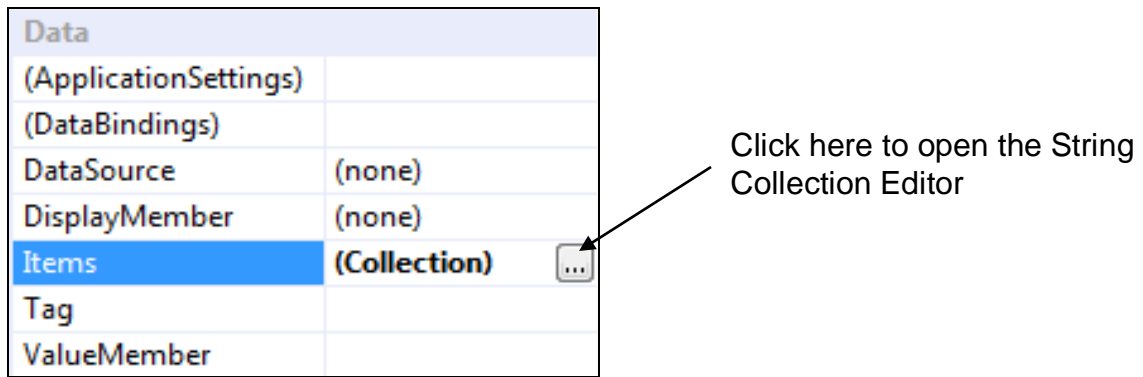 Data
(ApplicationSettings)
(DataBindings)
DataSource (none)
DisplayMember (none)
Items (Collection) ...
Tag
ValueMember
Click here to open the String
Collection Editor